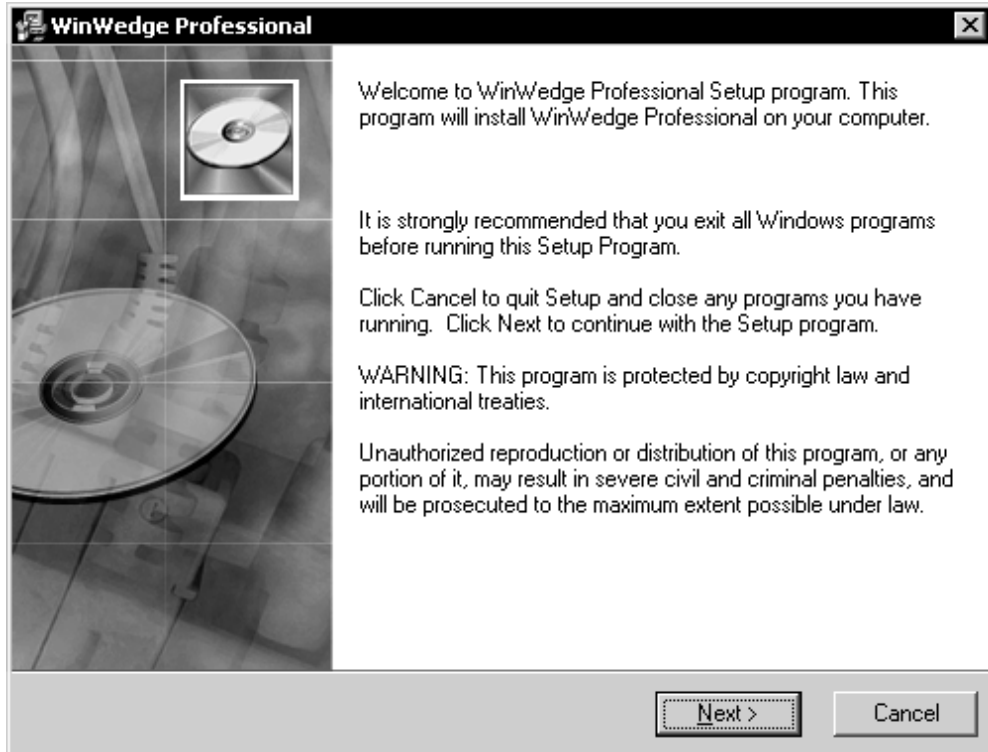 WinWedge Professional
Welcome to WinWedge Professional Setup program. This
program will install WinWedge Professional on your computer.
It is strongly recommended that you exit all Windows programs
before running this Setup Program.
Click Cancel to quit Setup and close any programs you have
running.  Click Next to continue with the Setup program.
WARNING: This program is protected by copyright law and
international treaties.
Unauthorized reproduction or distribution of this program, or any
portion of it, may result in severe civil and criminal penalties, and
will be prosecuted to the maximum extent possible under law.
Next >
Cancel